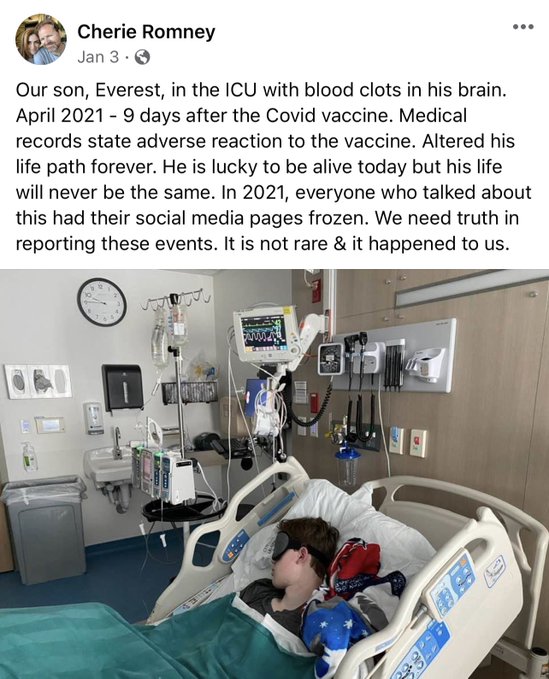 Cherie Romney
Jan 3
Our son, Everest, in the ICU with blood clots in his brain.
April 2021 - 9 days after the Covid vaccine. Medical
records state adverse reaction to the vaccine. Altered his
life path forever. He is lucky to be alive today but his life
will never be the same. In 2021, everyone who talked about
this had their social media pages frozen. We need truth in
reporting these events. It is not rare & it happened to us.